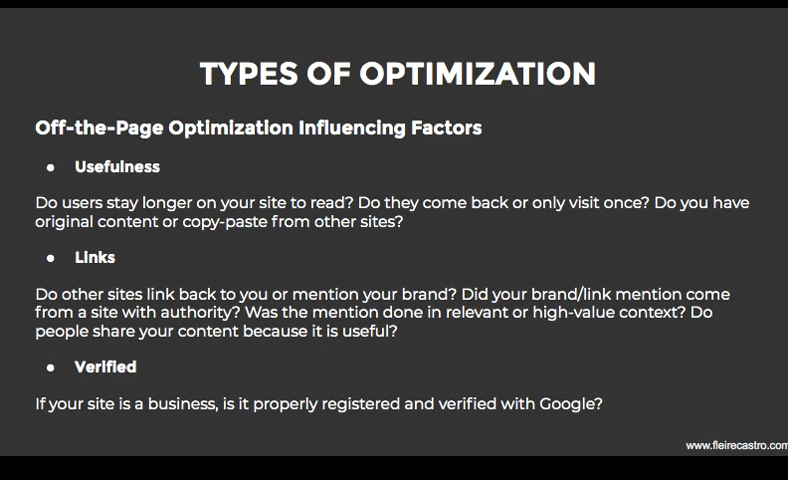 TYPES OF OPTIMIZATION
Off-the-Page Optimization Influencing Factors
● Usefulness
Do users stay longer on your site to read? Do they come back or only visit once? Do you have
original content or copy-paste from other sites?
● Links
Do other sites link back to you or mention your brand? Did your brand/link mention come
from a site with authority? Was the mention done in relevant or high-value context? Do
people share your content because it is useful?
● Verified
If your site is a business, is it properly registered and verified with Google?
www.fleirecastro.com